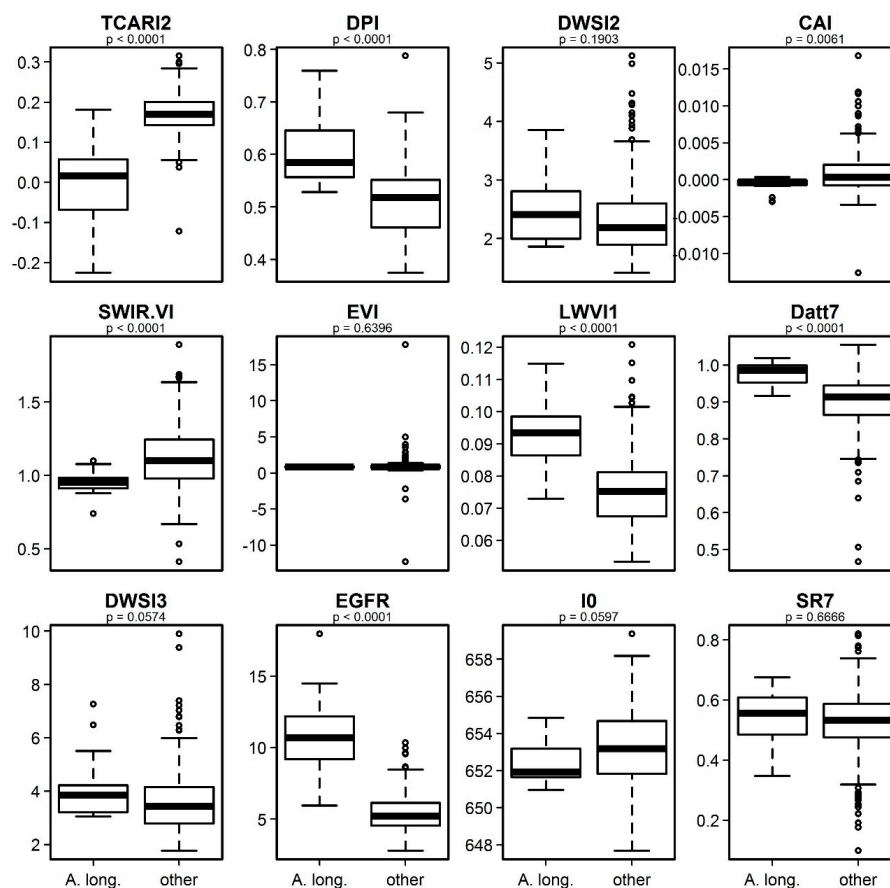 TCARI2 DPI DWSI2 CAI
p < 0.0001 p < 0.0001 p = 0.1903 p = 0.0061
0.3 0.8 5 0.015
0.2 0.7 4 0.010
0.1 0.6 3 0.005
0.0 0.5 2 0.000
-0.1 0.4 -0.005
-0.2 -0.010
SWIR.VI EVI LWVI1 Datt7
p < 0.0001 p = 0.6396 p < 0.0001 p < 0.0001
1.5 15 0.12 1.0
1.0 10 0.11 0.9
0.5 5 0.10 0.8
0 0.09 0.7
-5 0.08 0.6
-10 0.07 0.5
0.06
DWSI3 EGFR I0 SR7
p = 0.0574 p < 0.0001 p = 0.0597 p = 0.6666
10 15 658 0.8
8 10 656 0.6
6 5 654 0.4
4 652 0.2
2 650
648
A. long. other A. long. other A. long. other A. long. other